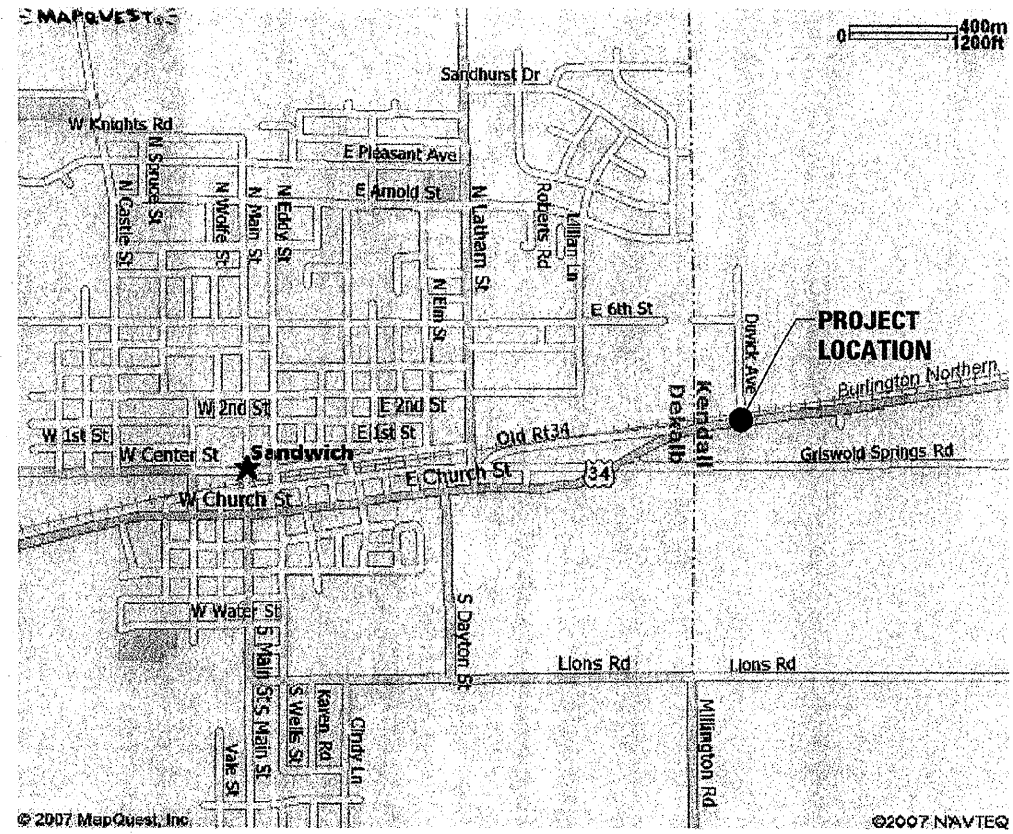 MAPQUEST
0 400m
1200ft
Sandhurst Dr
W Knights Rd
N Spruce St
E Pleasant Ave
N Castle St
N Wolfe St
N Main St
N Eddy St
E Arnold St
N Latham St
Roberts Rd
Lillian Ln
N Elm St
E 6th St
Duvick Ave
PROJECT
LOCATION
Burlington Northern
Dekalb
Kendall
W 2nd St
E 2nd St
W 1st St
E 1st St
Old Rt34
W Center St
Sandwich
Griswold Springs Rd
E Church St
34
W Church St
W Water St
S Dayton St
Lions Rd
Lions Rd
S Main St
S Main St
S Wells St
Karen Rd
Cindy Ln
Vale St
Millington Rd
© 2007 MapQuest, Inc.
©2007 NAVTEQ